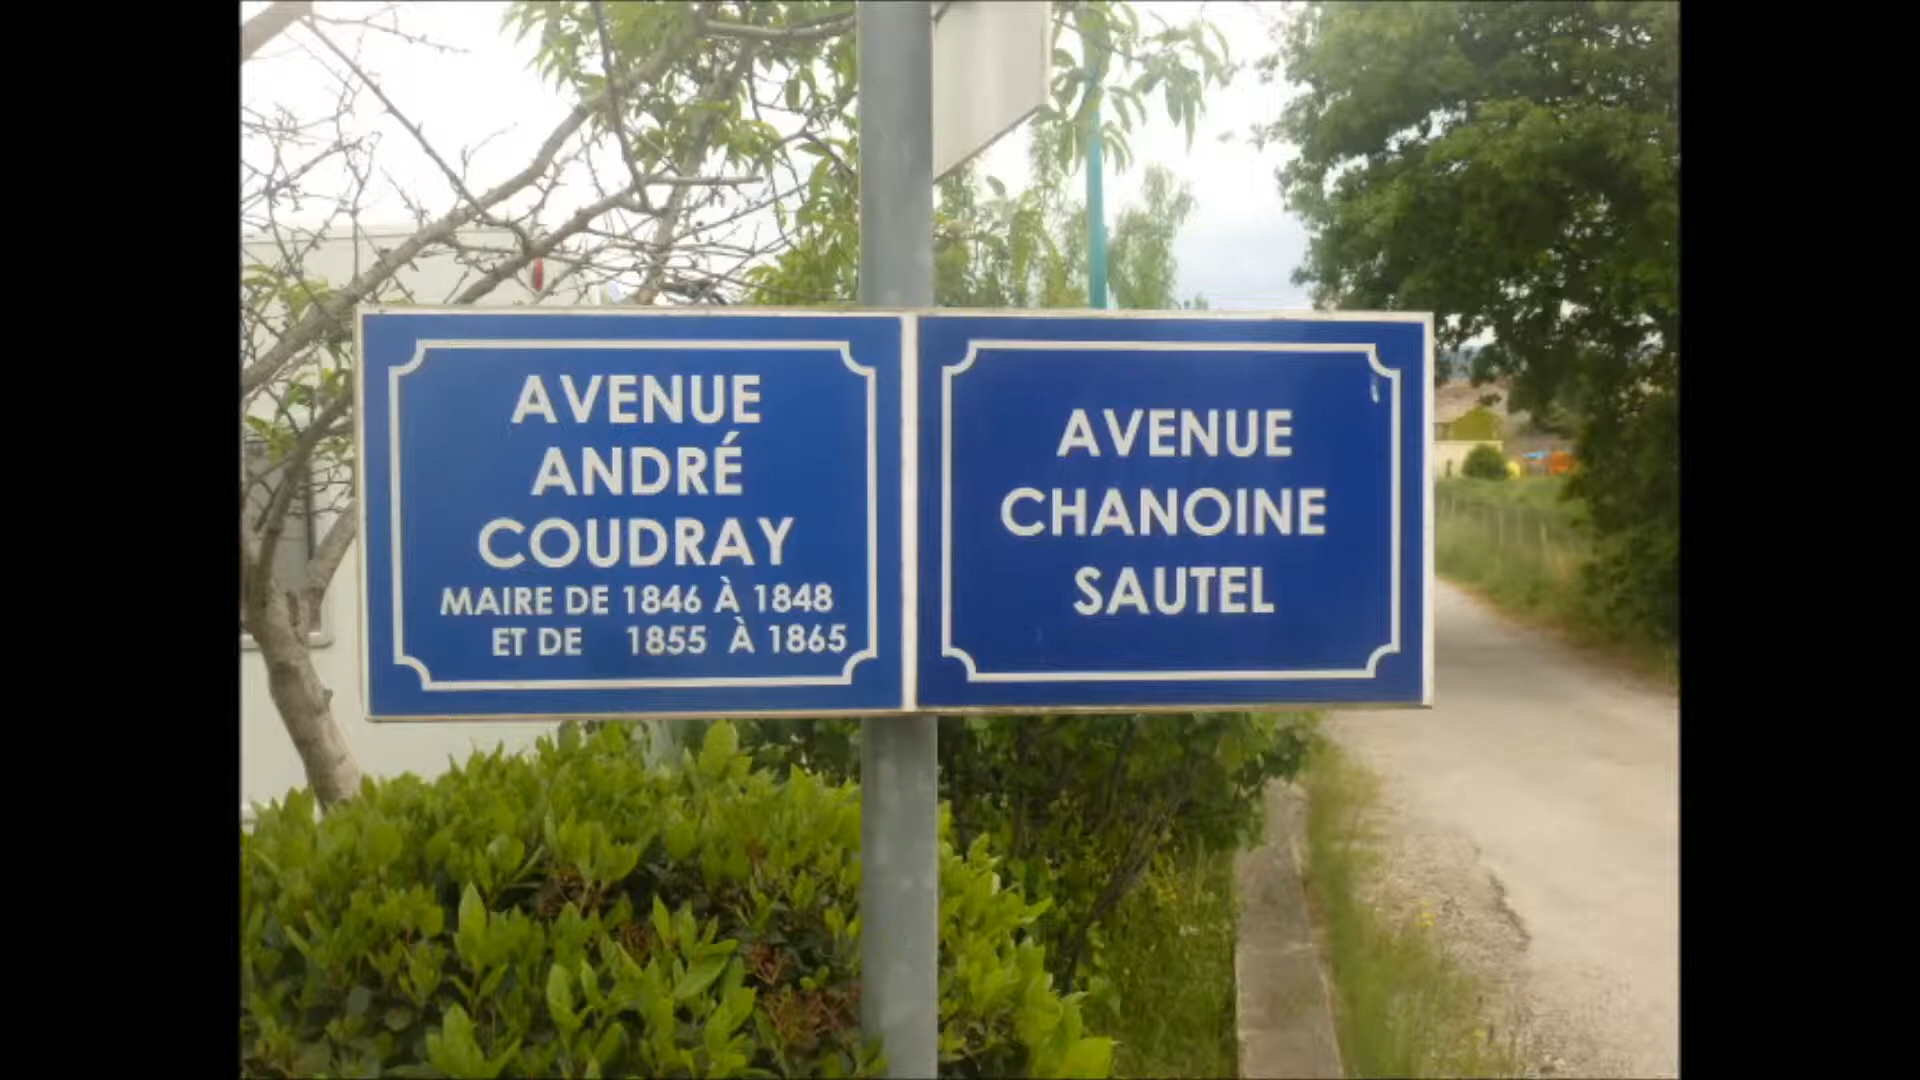 AVENUE
ANDRÉ
COUDRAY
MAIRE DE 1846 À 1848
ET DE 1855 À 1865
AVENUE
CHANOINE
SAUTEL